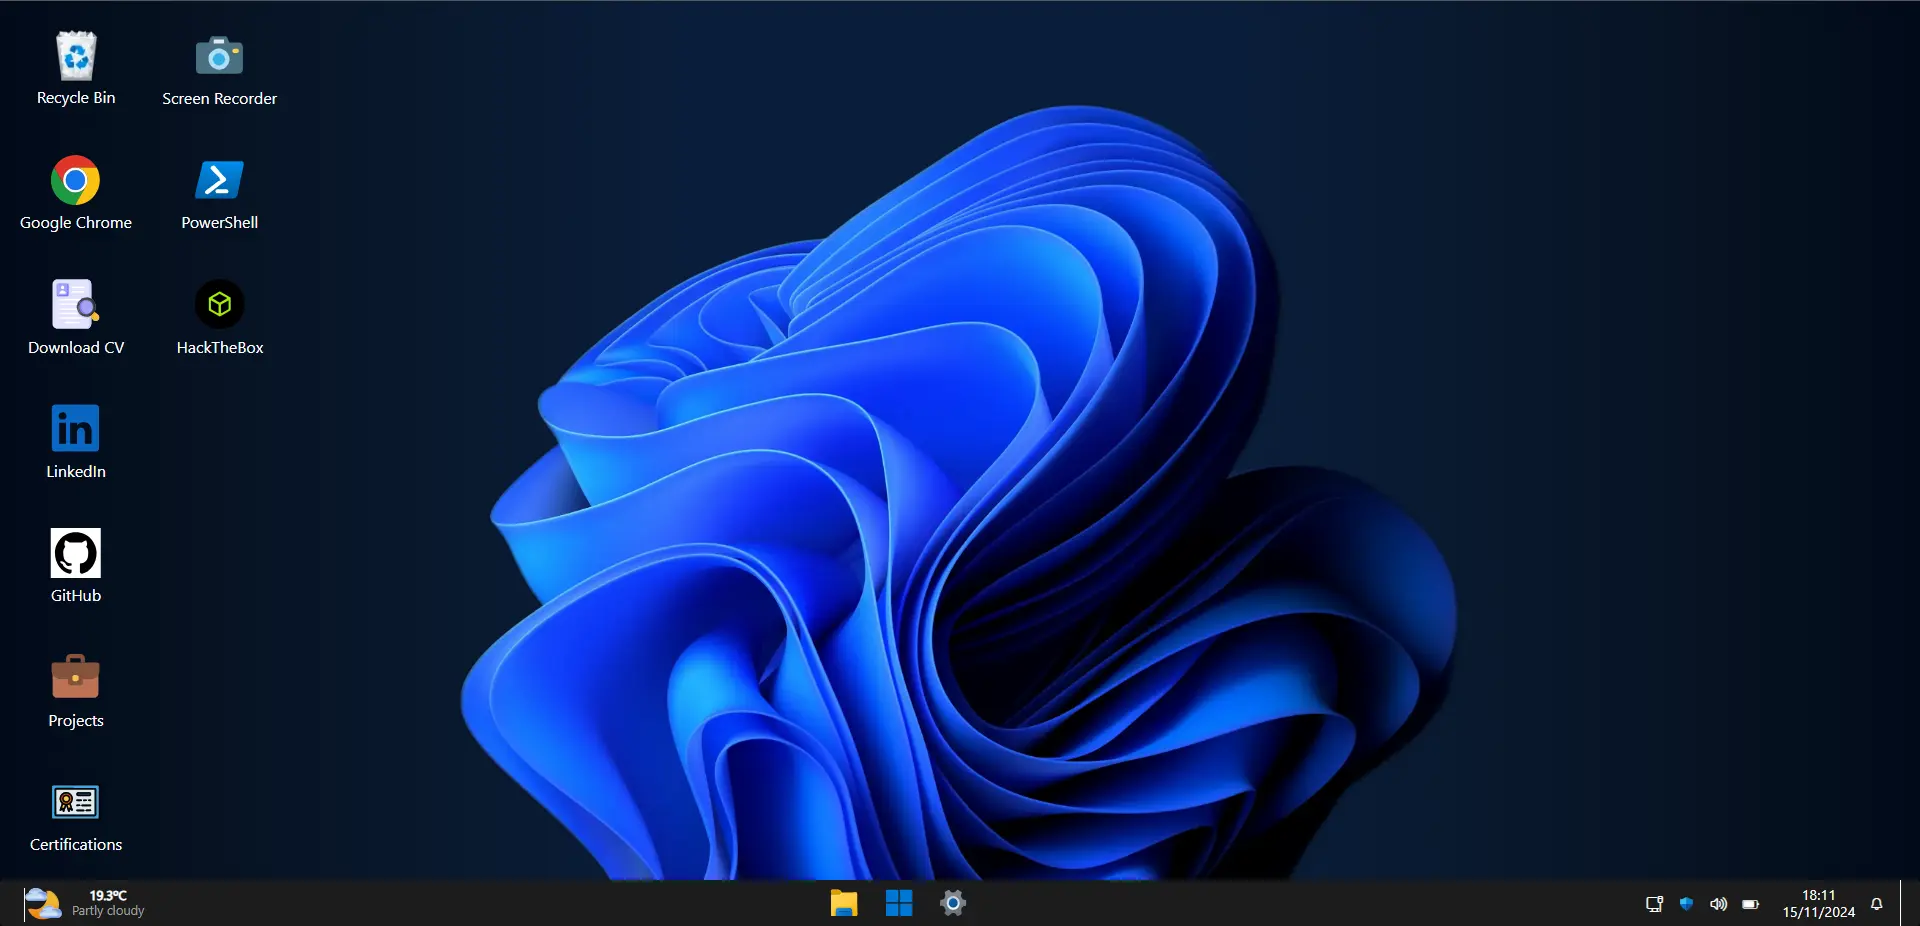 Recycle Bin
Screen Recorder
Google Chrome
PowerShell
Download CV
HackTheBox
in
LinkedIn
GitHub
Projects
Certifications
19.3°C
Partly cloudy
18:11
15/11/2024